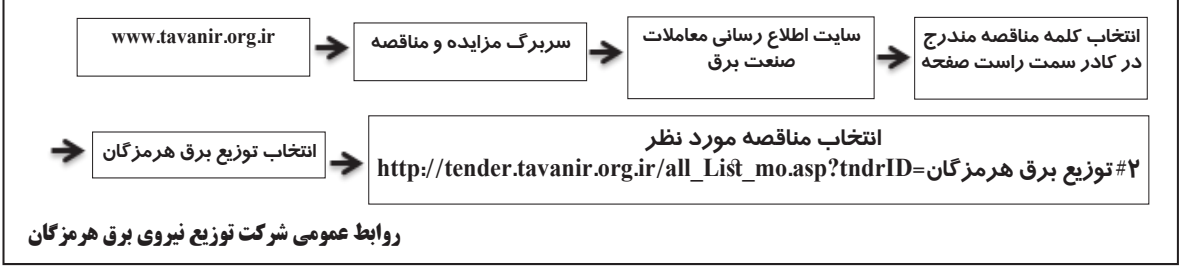 www.tavanir.org.ir
سربرگ مزایده و مناقصه
سایت اطلاع رسانی معاملات
صنعت برق
انتخاب کلمه مناقصه مندرج
در کادر سمت راست صفحه
انتخاب توزیع برق هرمزگان
انتخاب مناقصه مورد نظر
http://tender.tavanir.org.ir/all_List_mo.asp?tndrID=توزیع برق هرمزگان#۲
روابط عمومی شرکت توزیع نیروی برق هرمزگان